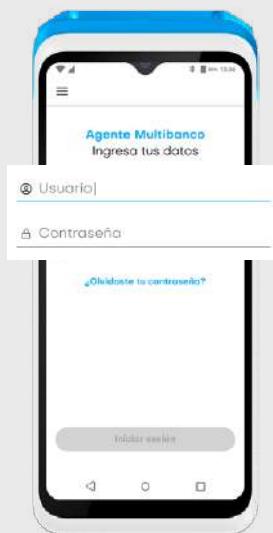 Agente Multibanco
Ingresa tus datos
Usuario
Contraseña
¿Olvidaste tu contraseña?
Iniciar sesión